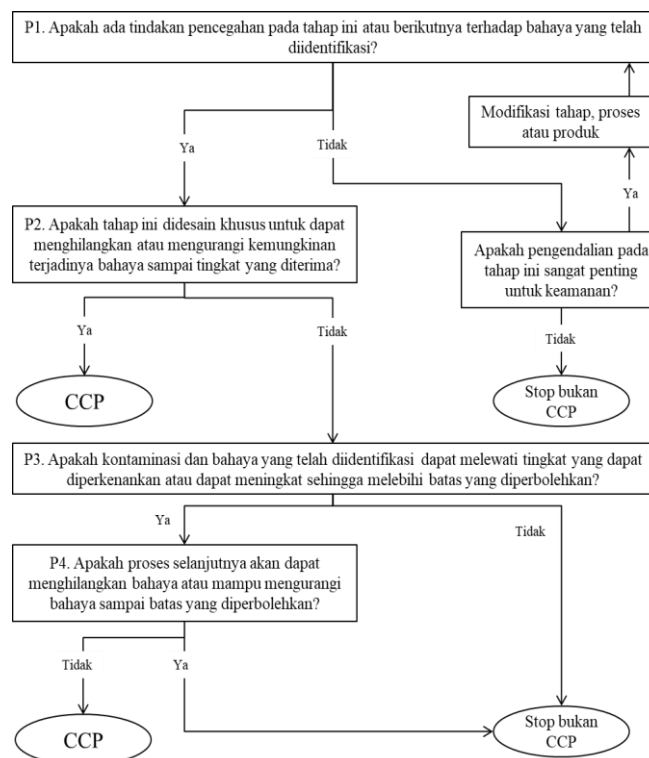 P1. Apakah ada tindakan pencegahan pada tahap ini atau berikutnya terhadap bahaya yang telah
diidentifikasi?
Modifikasi tahap, proses
atau produk
Ya
Tidak
Ya
P2. Apakah tahap ini didesain khusus untuk dapat
menghilangkan atau mengurangi kemungkinan
terjadinya bahaya sampai tingkat yang diterima?
Apakah pengendalian pada
tahap ini sangat penting
untuk keamanan?
Ya
Tidak
Tidak
CCP
Stop bukan
CCP
P3. Apakah kontaminasi dan bahaya yang telah diidentifikasi dapat melewati tingkat yang dapat
diperkenankan atau dapat meningkat sehingga melebihi batas yang diperbolehkan?
Ya
Tidak
P4. Apakah proses selanjutnya akan dapat
menghilangkan bahaya atau mampu mengurangi
bahaya sampai batas yang diperbolehkan?
Tidak
Ya
CCP
Stop bukan
CCP